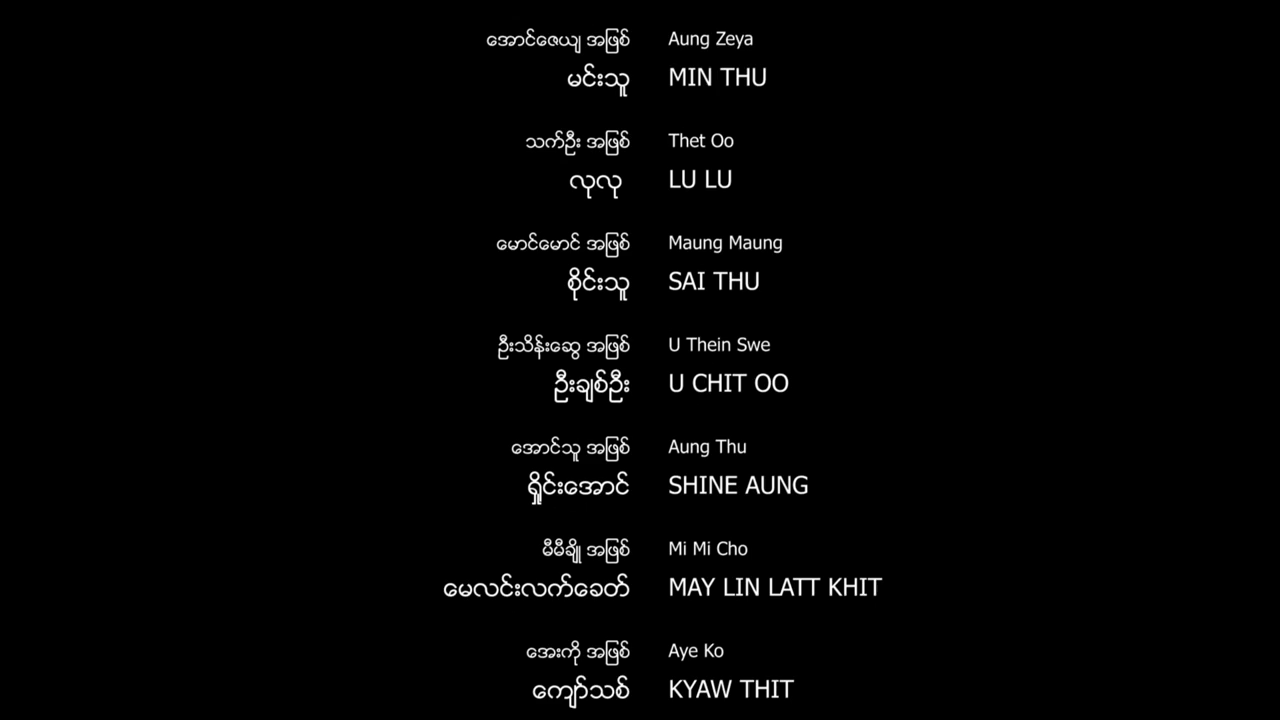 အောင်ဇေယျ အဖြစ် Aung Zeya
မင်းသူ MIN THU
သက်ဦး အဖြစ် Thet Oo
လုလု LU LU
မောင်မောင် အဖြစ် Maung Maung
စိုင်းသူ SAI THU
ဦးသိန်းဆွေ အဖြစ် U Thein Swe
ဦးချစ်ဦး U CHIT OO
အောင်သူ အဖြစ် Aung Thu
ရှိုင်းအောင် SHINE AUNG
မီမီချို အဖြစ် Mi Mi Cho
မေလင်းလက်ခေတ် MAY LIN LATT KHIT
အေးကို အဖြစ် Aye Ko
ကျော်သစ် KYAW THIT